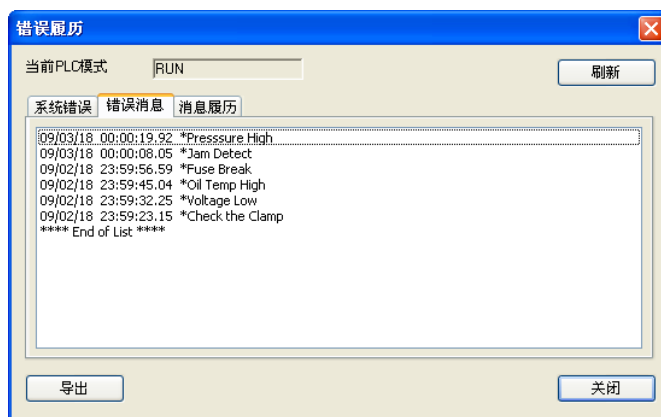 错误履历
当前PLC模式 RUN
刷新
系统错误 错误消息 消息履历
09/03/18 00:00:19.92 *Presssure High
09/03/18 00:00:08.05 *Jam Detect
09/02/18 23:59:56.59 *Fuse Break
09/02/18 23:59:45.04 *Oil Temp High
09/02/18 23:59:32.25 *Voltage Low
09/02/18 23:59:23.15 *Check the Clamp
**** End of List ****
导出 关闭